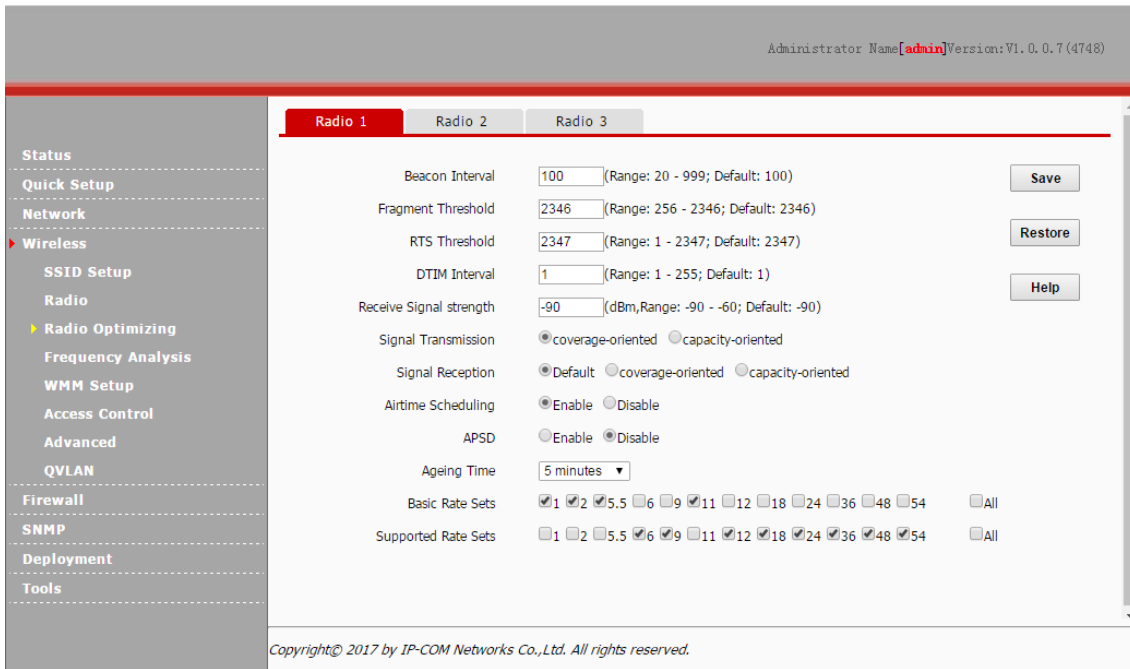 Administrator Name[admin]Version:V1.0.0.7(4748)
Radio 1 Radio 2 Radio 3
Status
Quick Setup
Network
Wireless
SSID Setup
Radio
Radio Optimizing
Frequency Analysis
WMM Setup
Access Control
Advanced
QVLAN
Firewall
SNMP
Deployment
Tools
Beacon Interval 100 (Range: 20 - 999; Default: 100)
Fragment Threshold 2346 (Range: 256 - 2346; Default: 2346)
RTS Threshold 2347 (Range: 1 - 2347; Default: 2347)
DTIM Interval 1 (Range: 1 - 255; Default: 1)
Receive Signal strength -90 (dBm,Range: -90 - -60; Default: -90)
Signal Transmission coverage-oriented capacity-oriented
Signal Reception Default coverage-oriented capacity-oriented
Airtime Scheduling Enable Disable
APSD Enable Disable
Ageing Time 5 minutes
Basic Rate Sets 1 2 5.5 6 9 11 12 18 24 36 48 54 All
Supported Rate Sets 1 2 5.5 6 9 11 12 18 24 36 48 54 All
Save
Restore
Help
Copyright© 2017 by IP-COM Networks Co.,Ltd. All rights reserved.